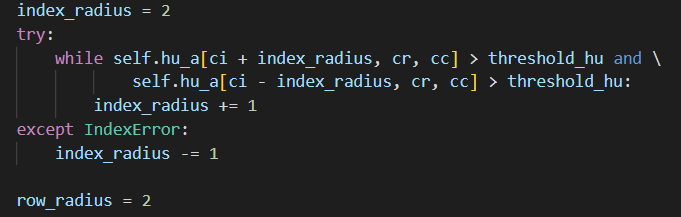 index_radius = 2
try:
    while self.hu_a[ci + index_radius, cr, cc] > threshold_hu and \
            self.hu_a[ci - index_radius, cr, cc] > threshold_hu:
        index_radius += 1
except IndexError:
    index_radius -= 1
row_radius = 2